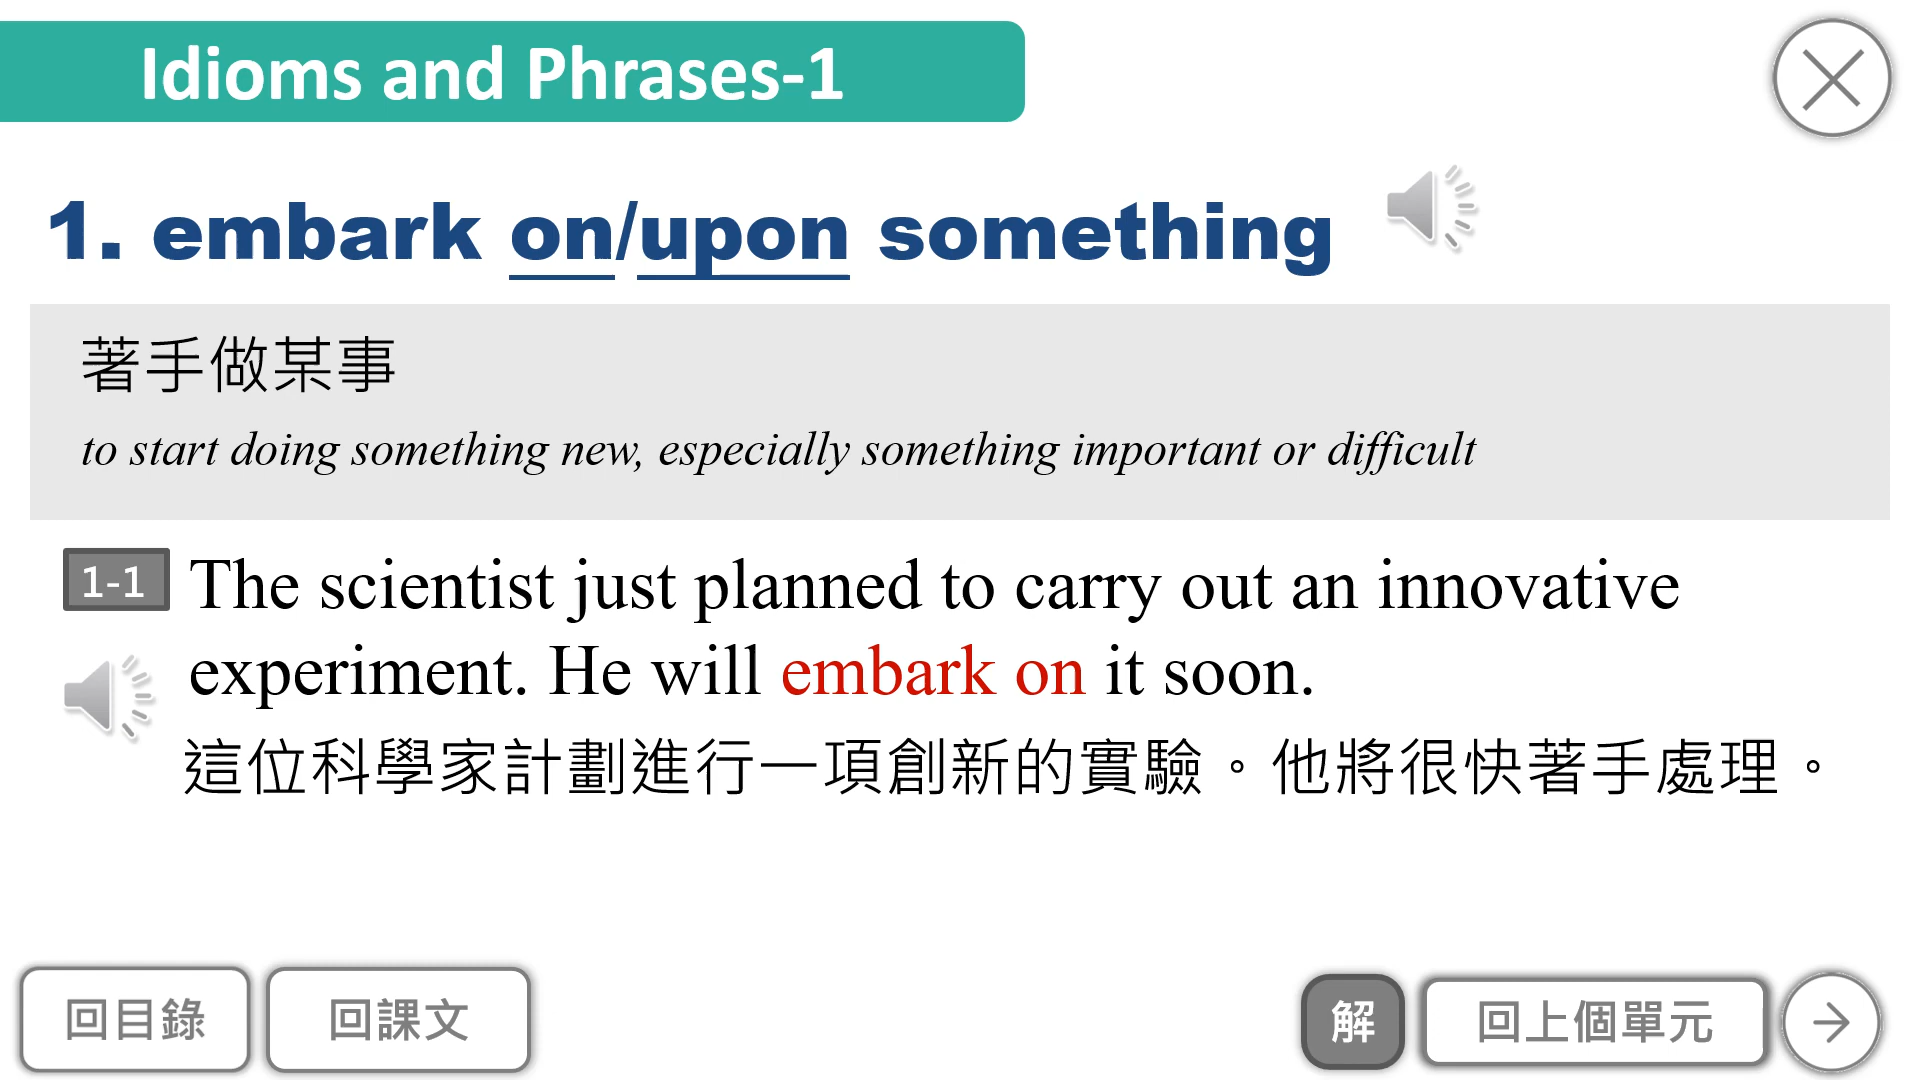 Idioms and Phrases-1
1. embark on/upon something
著手做某事
to start doing something new, especially something important or difficult
1-1 The scientist just planned to carry out an innovative
experiment. He will embark on it soon.
這位科學家計劃進行一項創新的實驗。他將很快著手處理。
回目錄 回課文 解 回上個單元